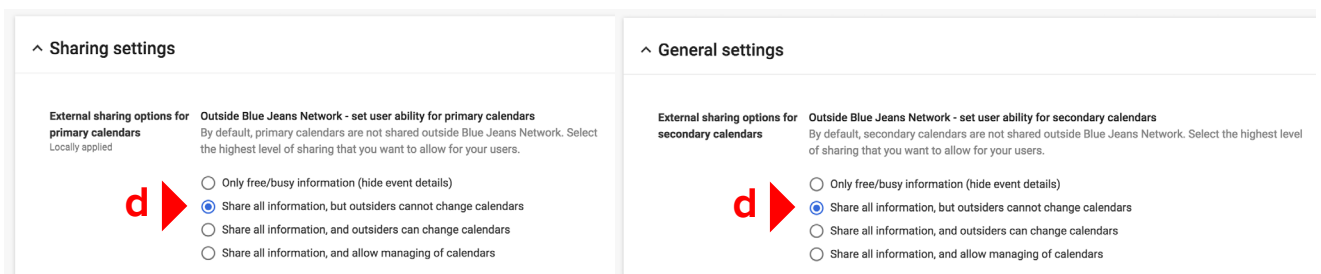 Sharing settings
External sharing options for
primary calendars
Locally applied
Outside Blue Jeans Network - set user ability for primary calendars
By default, primary calendars are not shared outside Blue Jeans Network. Select
the highest level of sharing that you want to allow for your users.
Only free/busy information (hide event details)
d
Share all information, but outsiders cannot change calendars
Share all information, and outsiders can change calendars
Share all information, and allow managing of calendars
General settings
External sharing options for
secondary calendars
Outside Blue Jeans Network - set user ability for secondary calendars
By default, secondary calendars are not shared outside Blue Jeans Network. Select the highest level
of sharing that you want to allow for your users.
Only free/busy information (hide event details)
d
Share all information, but outsiders cannot change calendars
Share all information, and outsiders can change calendars
Share all information, and allow managing of calendars